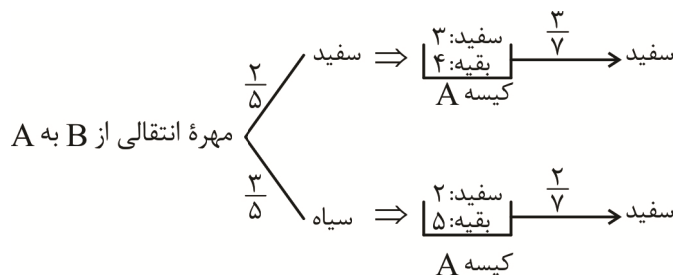 سفید ⇒ سفید:۳ بقیه:۴ کیسه A ۳/۷ سفید
۲/۵
مهرهٔ انتقالی از B به A
۳/۵
سیاه ⇒ سفید:۲ بقیه:۵ کیسه A ۲/۷ سفید